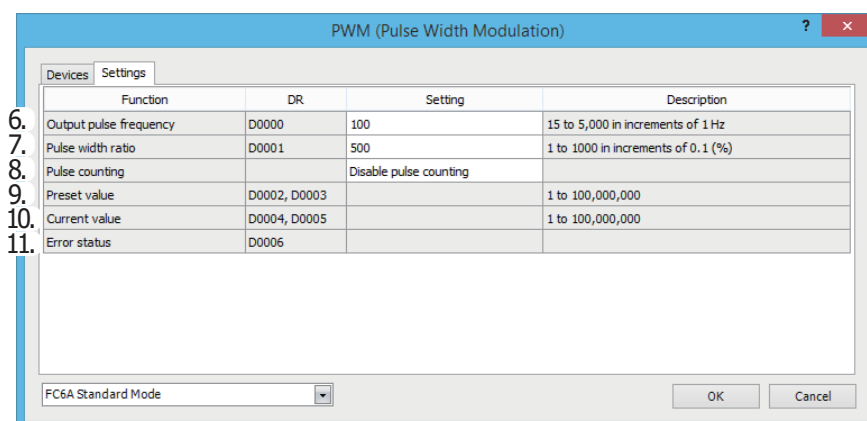 PWM (Pulse Width Modulation) ? ×
Devices Settings
Function DR Setting Description
6. Output pulse frequency D0000 100 15 to 5,000 in increments of 1 Hz
7. Pulse width ratio D0001 500 1 to 1000 in increments of 0.1 (%)
8. Pulse counting Disable pulse counting
9. Preset value D0002, D0003 1 to 100,000,000
10. Current value D0004, D0005 1 to 100,000,000
11. Error status D0006
FC6A Standard Mode OK Cancel